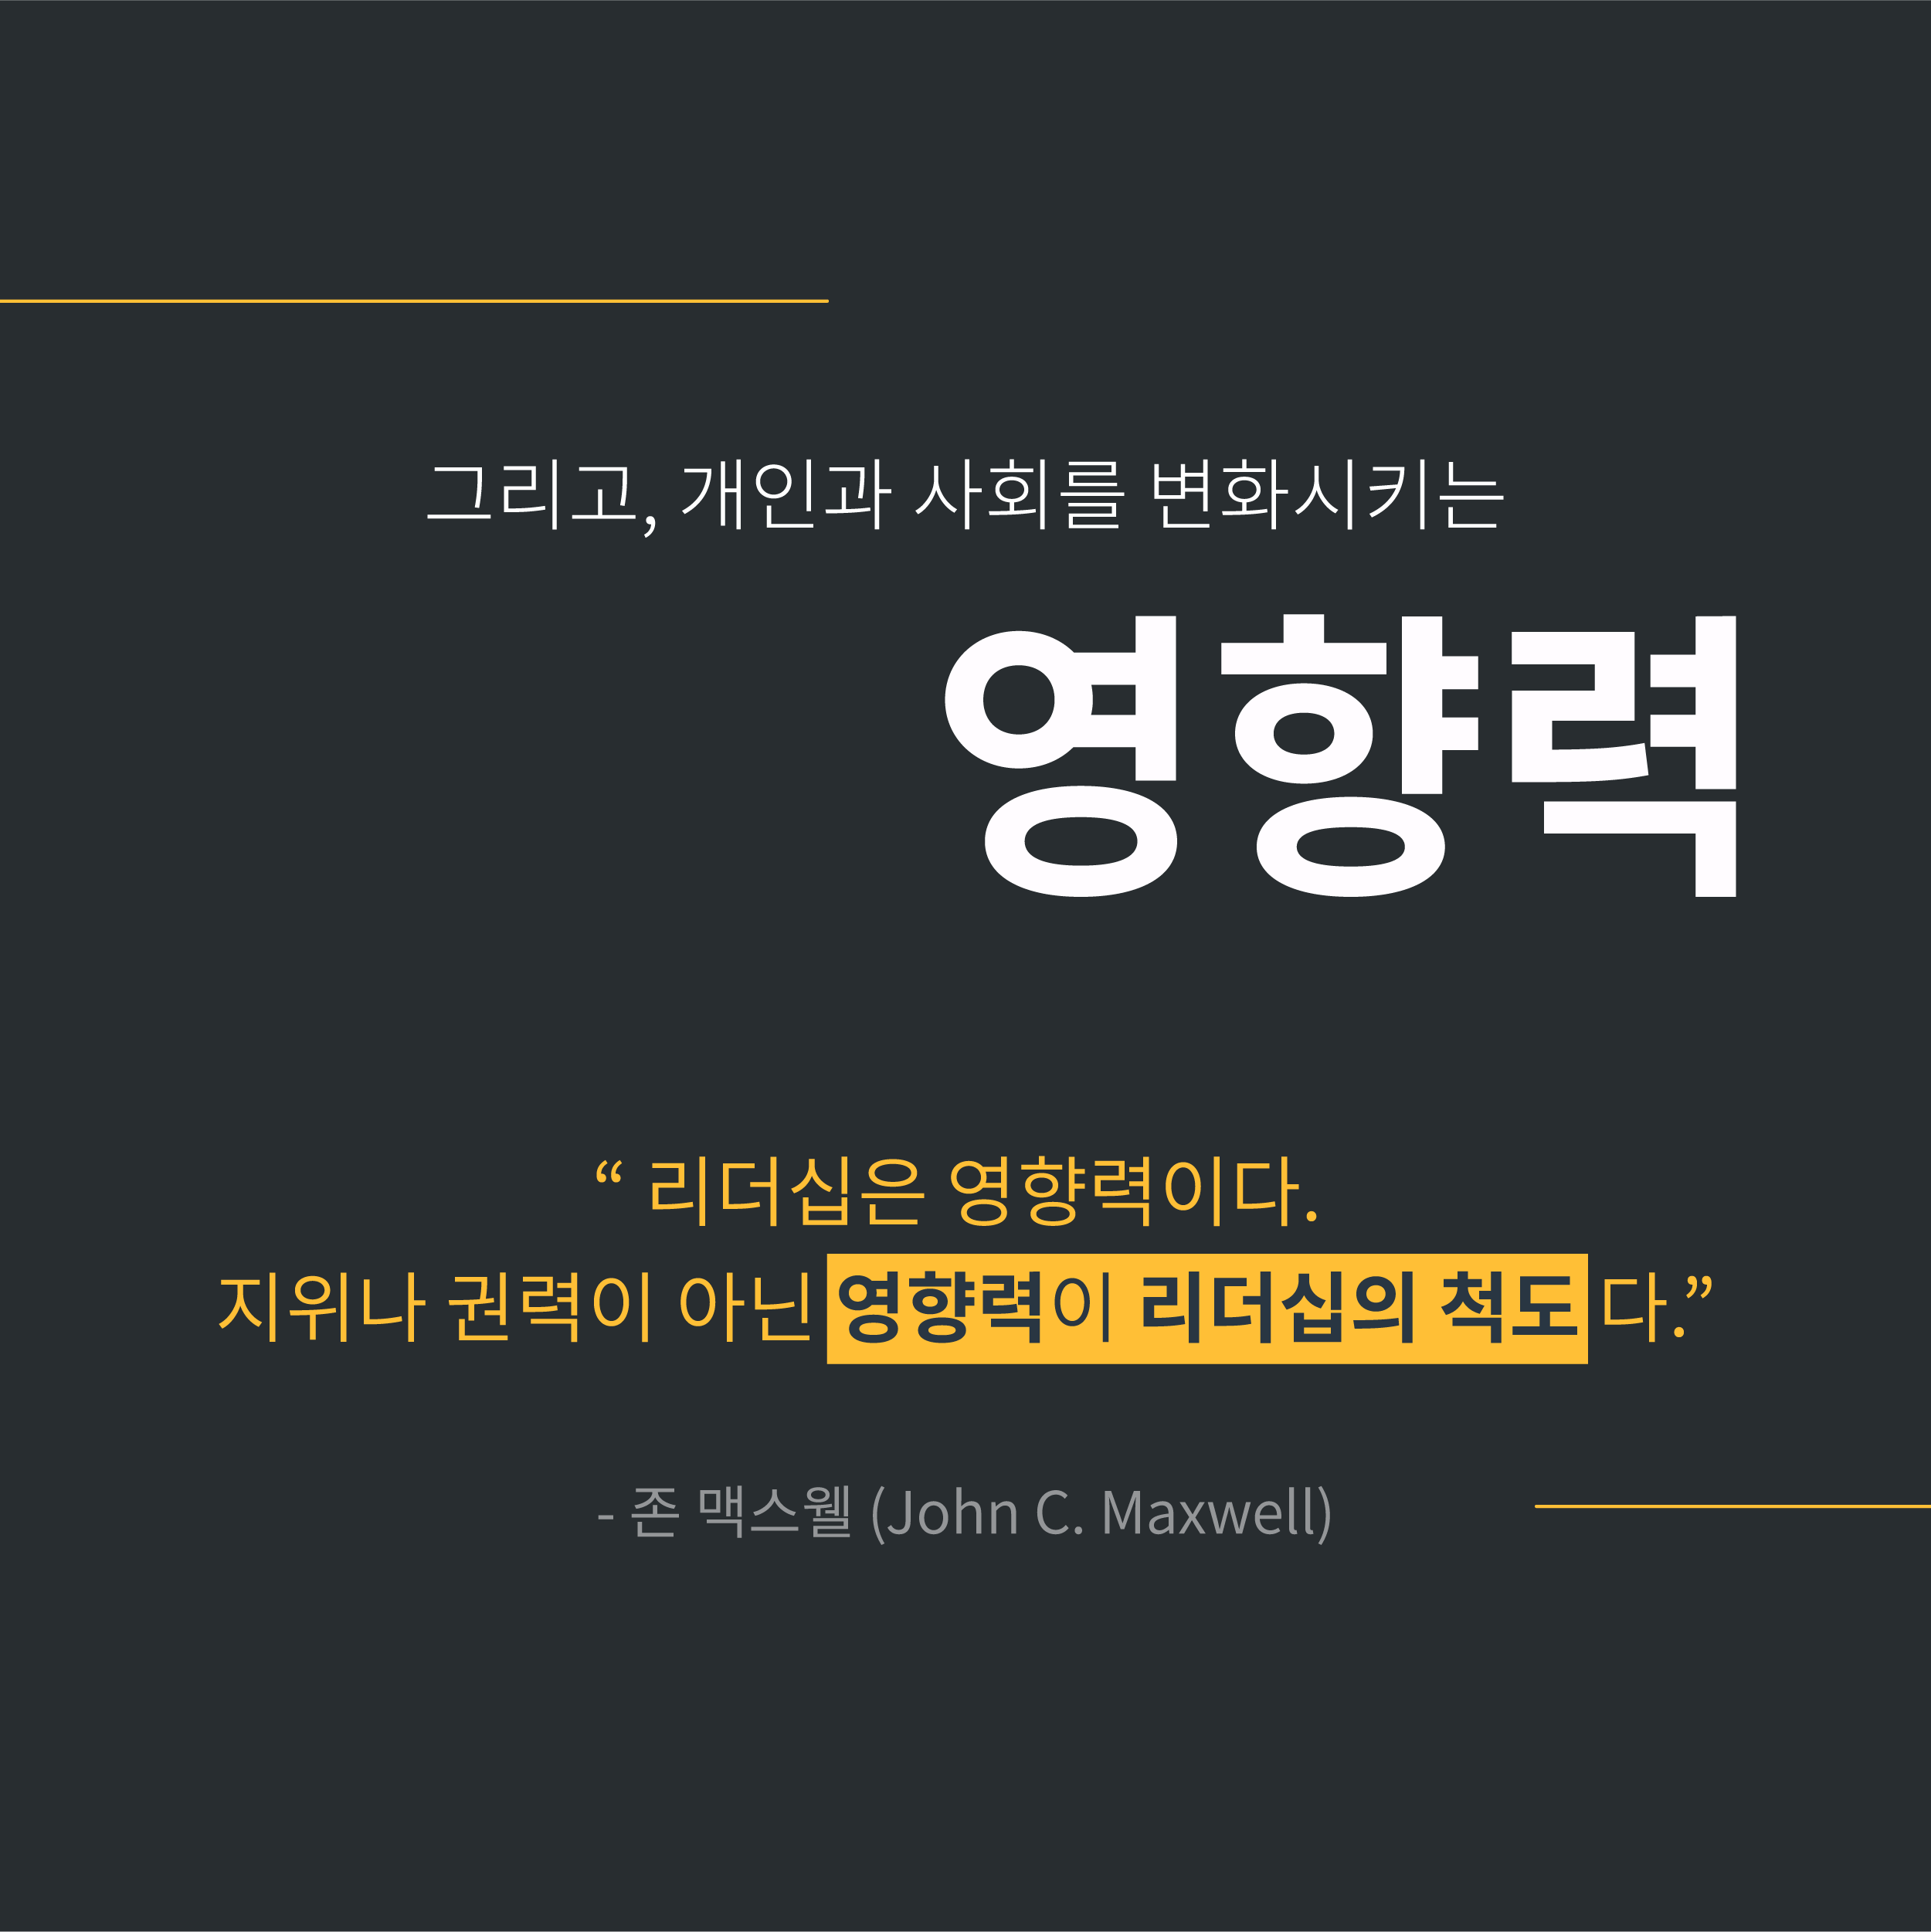 그리고, 개인과 사회를 변화시키는
영향력
“ 리더십은 영향력이다.
지위나 권력이 아닌 영향력이 리더십의 척도다.”
- 존 맥스웰 (John C. Maxwell)